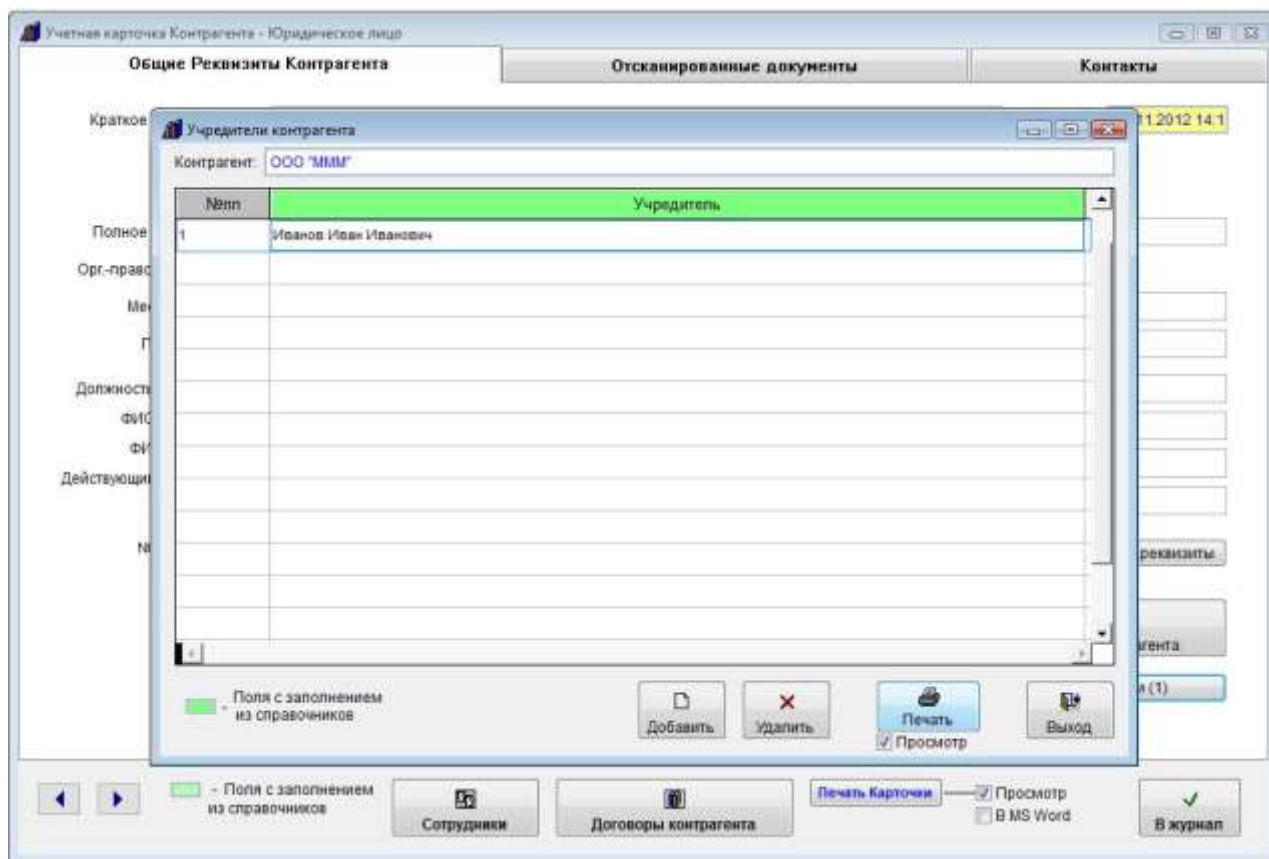 Учетная карточка Контрагента - Юридическое лицо
Общие Реквизиты Контрагента
Отсканированные документы
Контакты
Краткое
11.2012 14:1
Учредители контрагента
Контрагент: ООО "МММ"
№пп
Учредитель
1
Иванов Иван Иванович
Полное
Орг.-право
Мес
П
Должность
ФИО
ФИ
Действующи
реквизиты
агента
(1)
- Поля с заполнением
из справочников
Добавить
Удалить
Печать
Просмотр
Выход
- Поля с заполнением
из справочников
Сотрудники
Договоры контрагента
Печать Карточки
Просмотр
В MS Word
В журнал